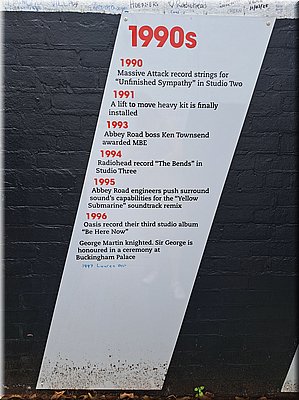 Radiohead
1990s
1990
Massive Attack record strings for
"Unfinished Sympathy" in Studio Two
1991
A lift to move heavy kit is finally
installed
1993
Abbey Road boss Ken Townsend
awarded MBE
1994
Radiohead record "The Bends" in
Studio Three
1995
Abbey Road engineers push surround
sound's capabilities for the "Yellow
Submarine" soundtrack remix
1996
Oasis record their third studio album
"Be Here Now"
George Martin knighted. Sir George is
honoured in a ceremony at
Buckingham Palace
1997